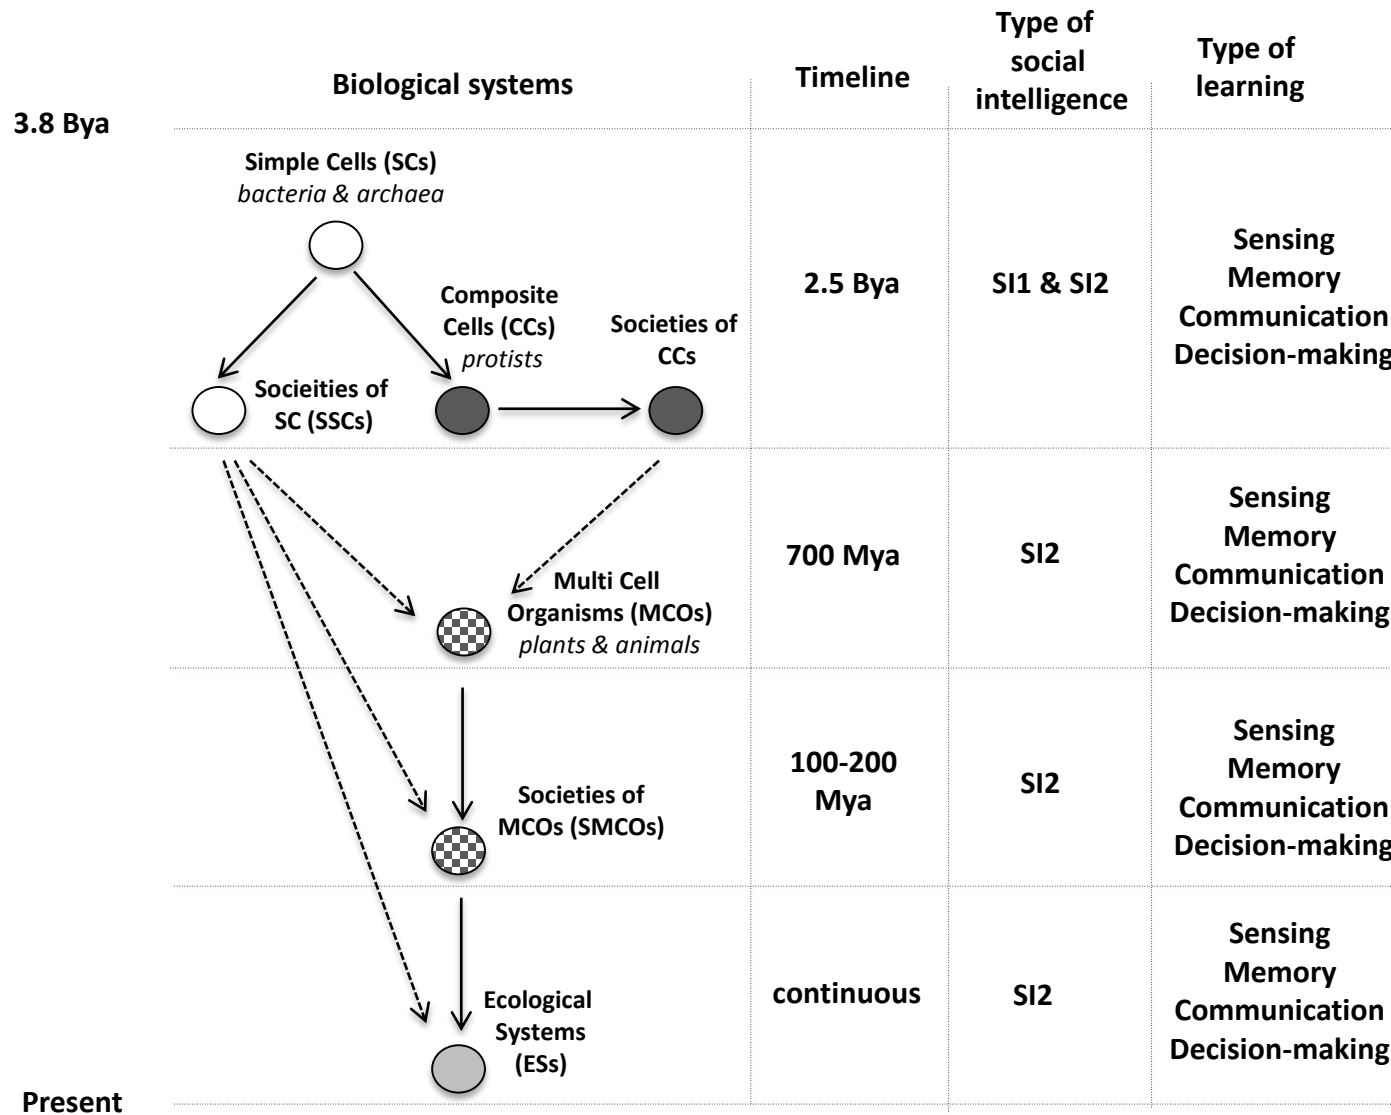 Biological systems
Timeline
Type of
social
intelligence
Type of
learning
3.8 Bya
Simple Cells (SCs)
bacteria & archaea
Composite
Cells (CCs)
protists
Societies of
CCs
Socieities of
SC (SSCs)
2.5 Bya
SI1 & SI2
Sensing
Memory
Communication
Decision-making
Multi Cell
Organisms (MCOs)
plants & animals
700 Mya
SI2
Sensing
Memory
Communication
Decision-making
Societies of
MCOs (SMCOs)
100-200
Mya
SI2
Sensing
Memory
Communication
Decision-making
Ecological
Systems
(ESs)
continuous
SI2
Sensing
Memory
Communication
Decision-making
Present